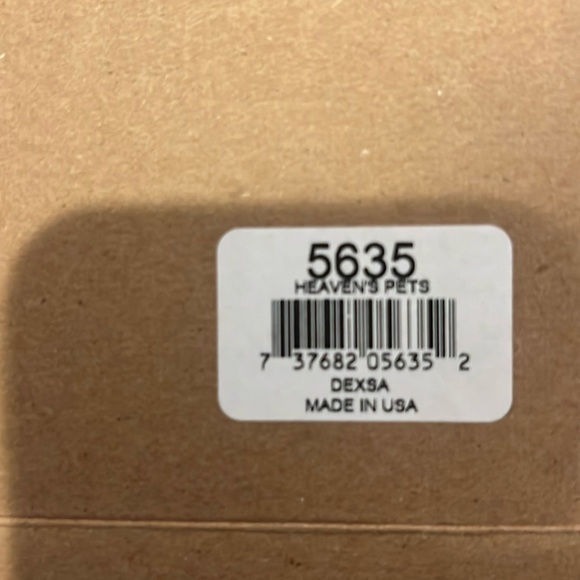 5635
HEAVEN'S PETS
7 37682 05635 2
DEXSA
MADE IN USA